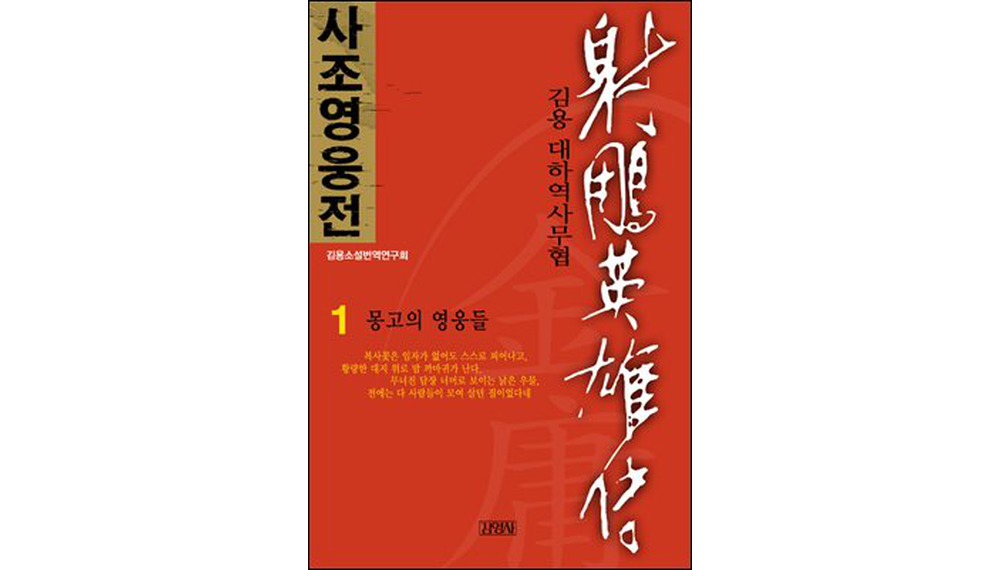 사조영웅전
김용소설번역연구회
射鵰英雄傳
김용 대하역사무협
1 몽고의 영웅들
복사꽃은 임자가 없어도 스스로 피어나고,
황량한 대지 위로 밤 까마귀가 난다.
무너진 담장 너머로 보이는 낡은 우물,
전에는 다 사람들이 모여 살던 집이었다네
金庸
김영사